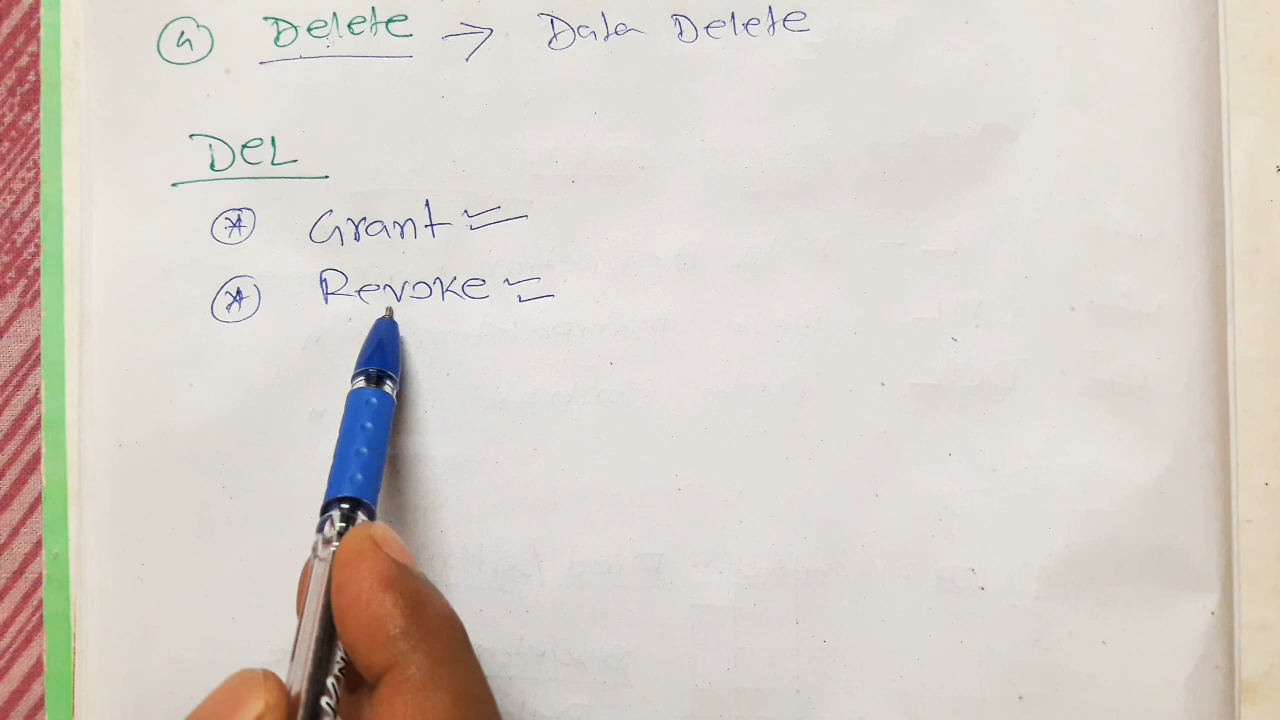 ④ Delete → Data Delete
DCL
* Grant
* Revoke